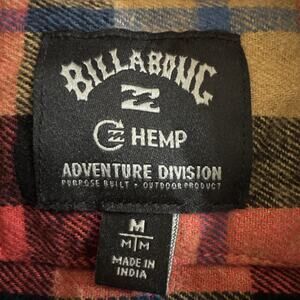 BILLABONG
HEMP
ADVENTURE DIVISION
PURPOSE BUILT • OUTDOOR PRODUCT
M
M M
MADE IN
INDIA